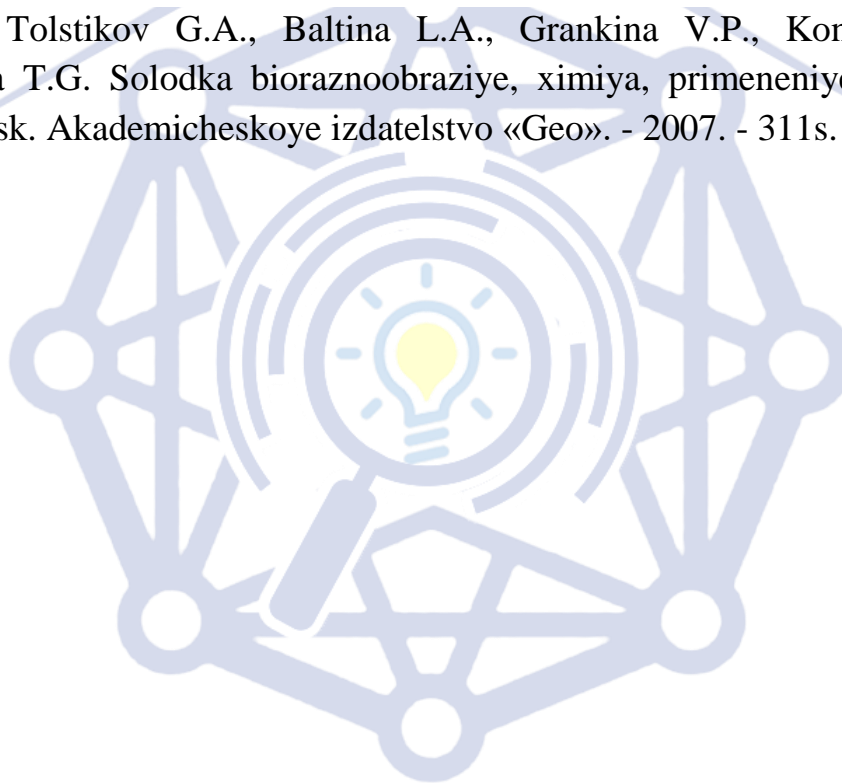 Tolstikov G.A., Baltina L.A., Grankina V.P., Kon
a T.G. Solodka bioraznoobraziye, ximiya, primeneniye
sk. Akademicheskoye izdatelstvo «Geo». - 2007. - 311s.